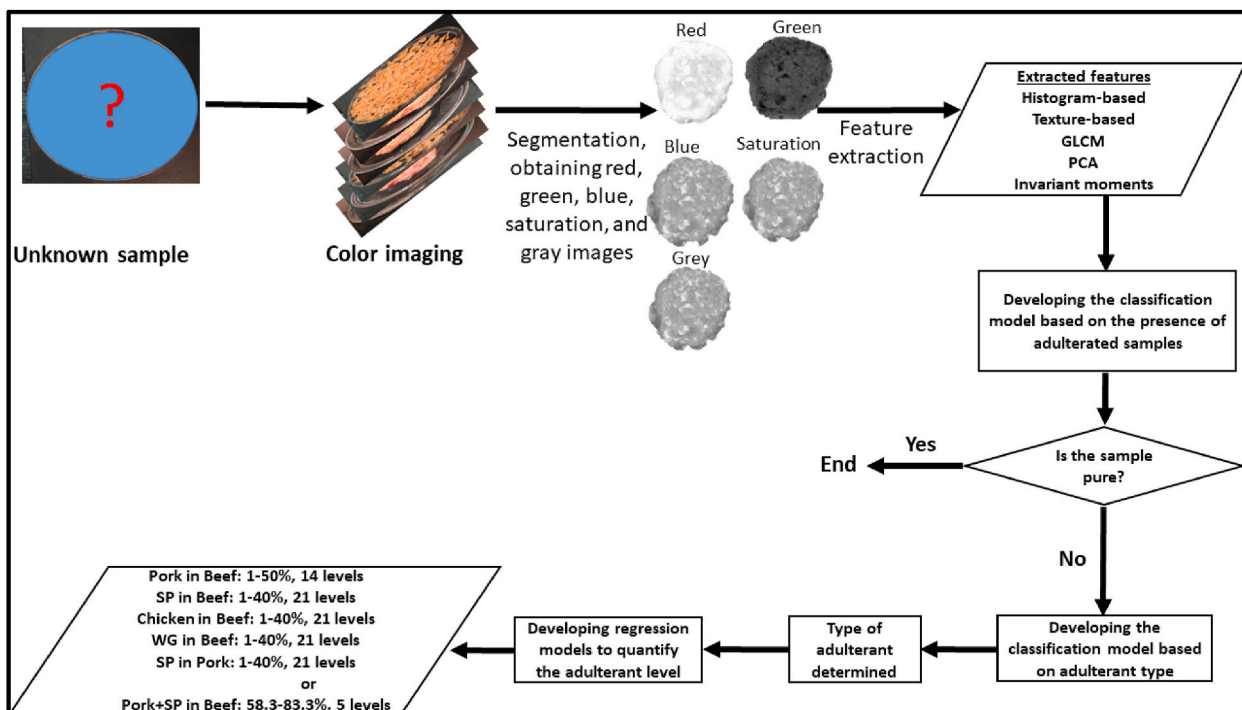 ?
Unknown sample
Color imaging
Segmentation,
obtaining red,
green, blue,
saturation, and
gray images
Red
Green
Blue
Saturation
Grey
Feature
extraction
Extracted features
Histogram-based
Texture-based
GLCM
PCA
Invariant moments
Developing the classification
model based on the presence of
adulterated samples
Is the sample
pure?
Yes
End
No
Developing the
classification model based
on adulterant type
Type of
adulterant
determined
Developing regression
models to quantify
the adulterant level
Pork in Beef: 1-50%, 14 levels
SP in Beef: 1-40%, 21 levels
Chicken in Beef: 1-40%, 21 levels
WG in Beef: 1-40%, 21 levels
SP in Pork: 1-40%, 21 levels
or
Pork+SP in Beef: 58.3-83.3%, 5 levels